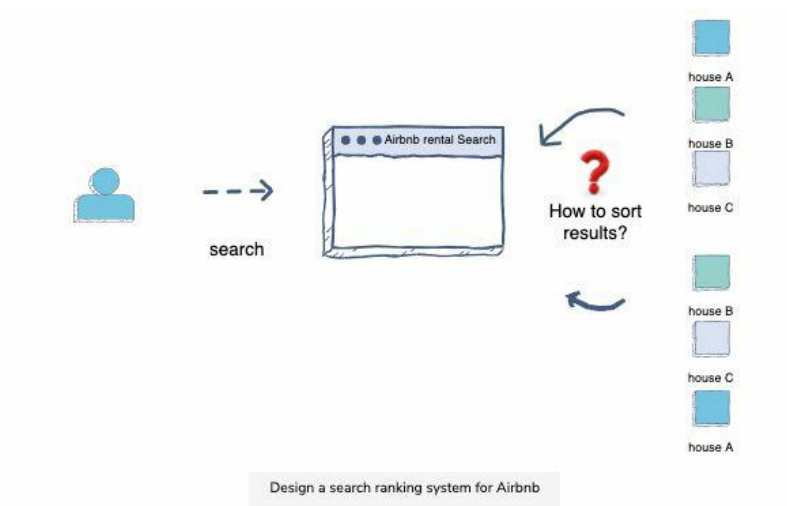 house A
Airbnb rental Search
house B
How to sort
results?
house C
search
house B
house C
house A
Design a search ranking system for Airbnb